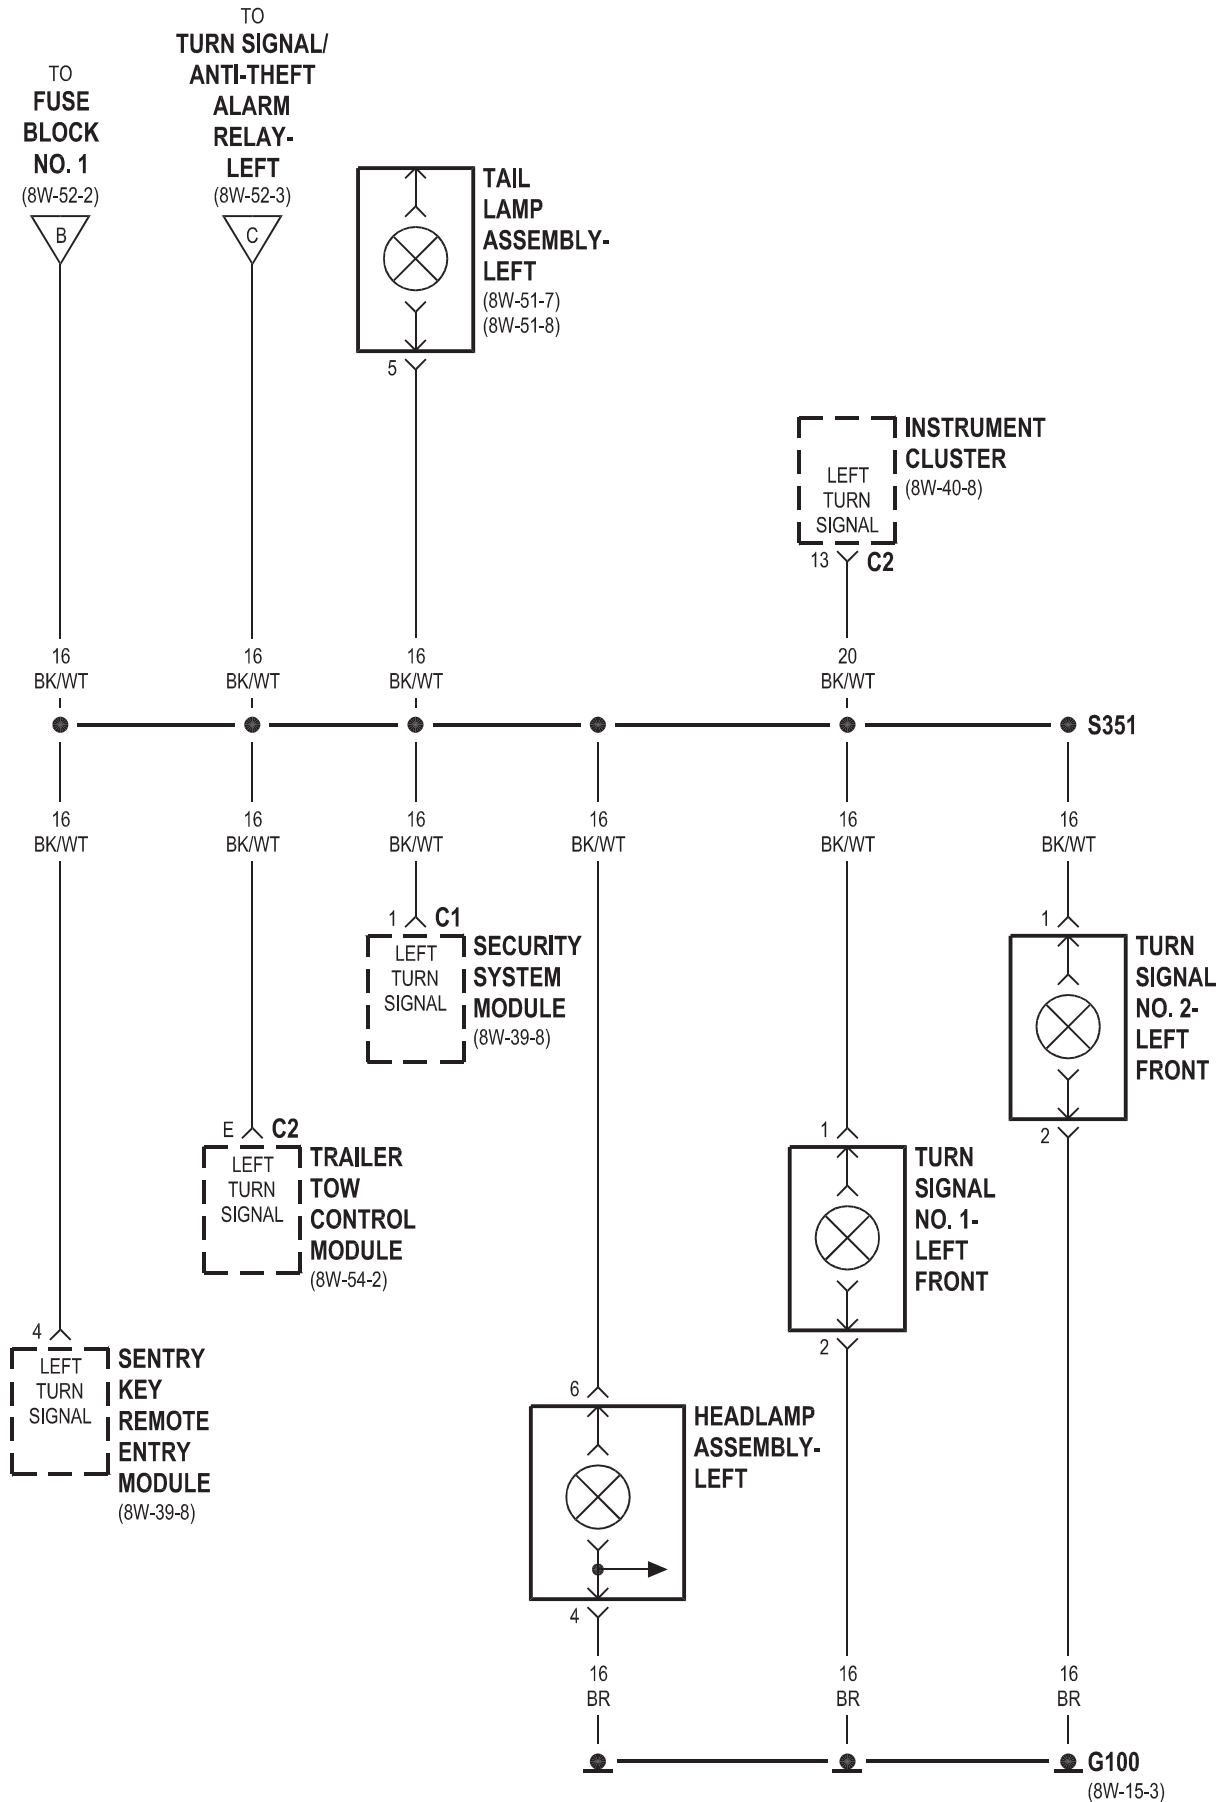 TO
FUSE
BLOCK
NO. 1
(8W-52-2)
B
TO
TURN SIGNAL/
ANTI-THEFT
ALARM
RELAY-
LEFT
(8W-52-3)
C
TAIL
LAMP
ASSEMBLY-
LEFT
(8W-51-7)
(8W-51-8)
5
INSTRUMENT
CLUSTER
(8W-40-8)
LEFT
TURN
SIGNAL
13
C2
16
BK/WT
16
BK/WT
16
BK/WT
20
BK/WT
S351
16
BK/WT
16
BK/WT
16
BK/WT
16
BK/WT
16
BK/WT
16
BK/WT
1
C1
LEFT
TURN
SIGNAL
SECURITY
SYSTEM
MODULE
(8W-39-8)
1
TURN
SIGNAL
NO. 2-
LEFT
FRONT
2
E
C2
LEFT
TURN
SIGNAL
TRAILER
TOW
CONTROL
MODULE
(8W-54-2)
1
TURN
SIGNAL
NO. 1-
LEFT
FRONT
2
4
LEFT
TURN
SIGNAL
SENTRY
KEY
REMOTE
ENTRY
MODULE
(8W-39-8)
6
HEADLAMP
ASSEMBLY-
LEFT
4
16
BR
16
BR
16
BR
G100
(8W-15-3)